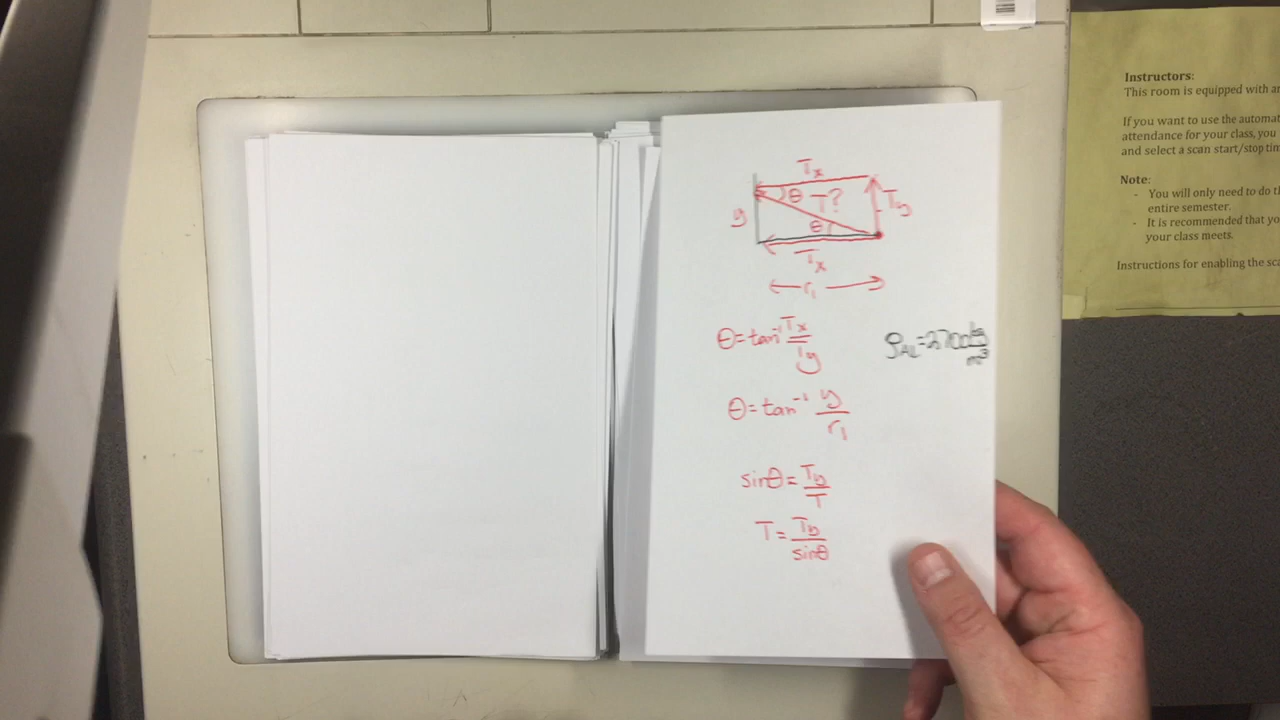 Tx
θ T?
Ty
y
θ
Tx
r₁
θ=tan⁻¹ Tx/Ty
ρAL=2700 kg/m³
θ=tan⁻¹ y/r₁
sinθ=Ty/T
T=Ty/sinθ
Instructors:
This room is equipped with an
If you want to use the automat
attendance for your class, you
and select a scan start/stop tim
Note:
- You will only need to do th
entire semester.
- It is recommended that yo
your class meets.
Instructions for enabling the sca